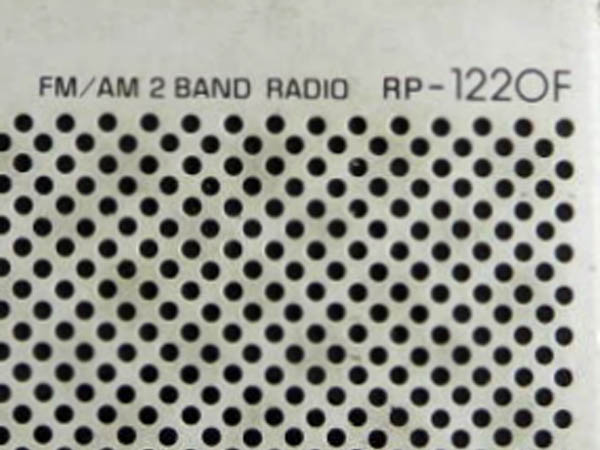 FM/AM 2 BAND RADIO RP-1220F